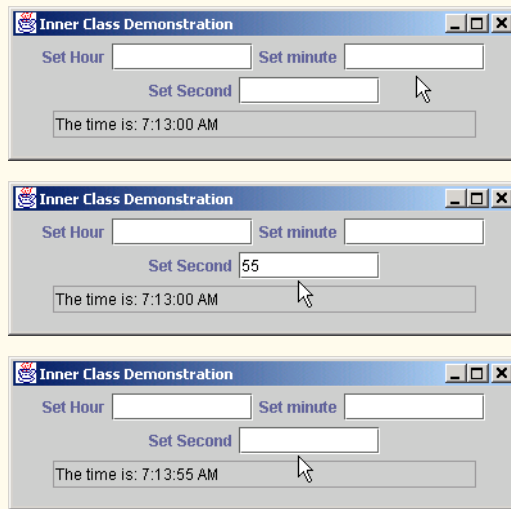 Inner Class Demonstration
Set Hour Set minute
Set Second
The time is: 7:13:00 AM
Inner Class Demonstration
Set Hour Set minute
Set Second 55
The time is: 7:13:00 AM
Inner Class Demonstration
Set Hour Set minute
Set Second
The time is: 7:13:55 AM